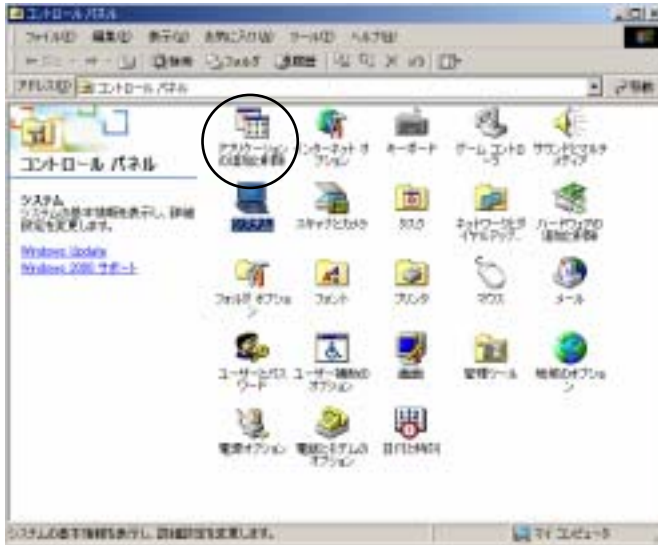 コントロール パネル
ファイル(F) 編集(E) 表示(V) お気に入り(A) ツール(T) ヘルプ(H)
戻る 検索 フォルダ 履歴
アドレス(D) コントロール パネル 移動
コントロール パネル
システム
システムの基本情報を表示し、詳細
設定を変更します。
Windows Update
Windows 2000 サポート
アプリケーション
の追加と削除
インターネット オ
プション
キーボード
ゲーム コントロ
ーラ
サウンドとマルチ
メディア
システム
スキャナとカメラ
タスク
ネットワークとダ
イヤルアップ..
ハードウェアの
追加と削除
フォルダ オプショ
ン
フォント
プリンタ
マウス
メール
ユーザーとパス
ワード
ユーザー補助の
オプション
画面
管理ツール
地域のオプショ
ン
電源オプション
電話とモデムの
オプション
日付と時刻
システムの基本情報を表示し、詳細設定を変更します。
マイ コンピュータ